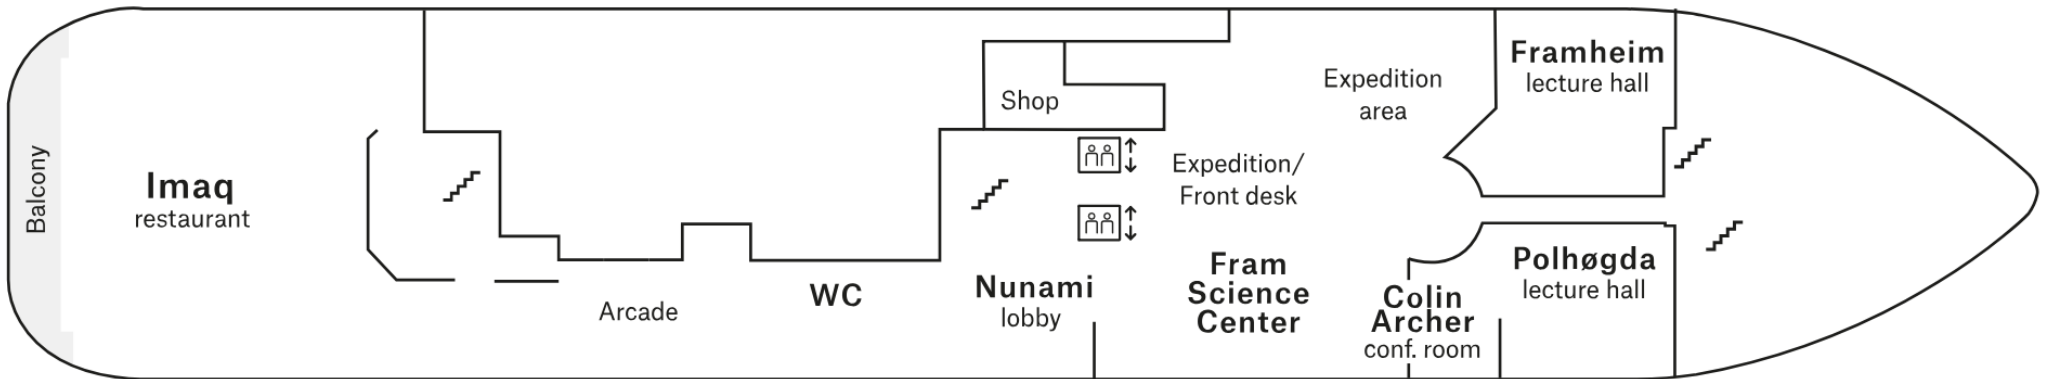 Balcony
Imaq
restaurant
Arcade
WC
Shop
Nunami
lobby
Expedition/
Front desk
Fram
Science
Center
Expedition
area
Colin
Archer
conf. room
Framheim
lecture hall
Polhøgda
lecture hall